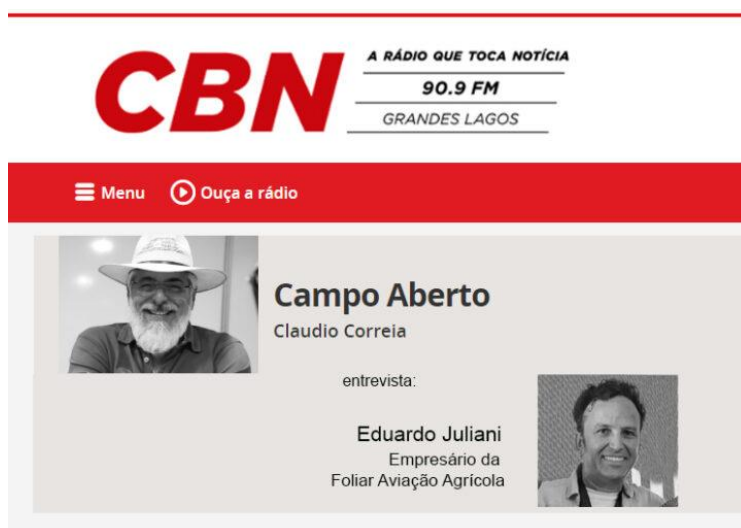 CBN
A RÁDIO QUE TOCA NOTÍCIA
90.9 FM
GRANDES LAGOS
Menu
Ouça a rádio
Campo Aberto
Claudio Correia
entrevista:
Eduardo Juliani
Empresário da
Foliar Aviação Agrícola